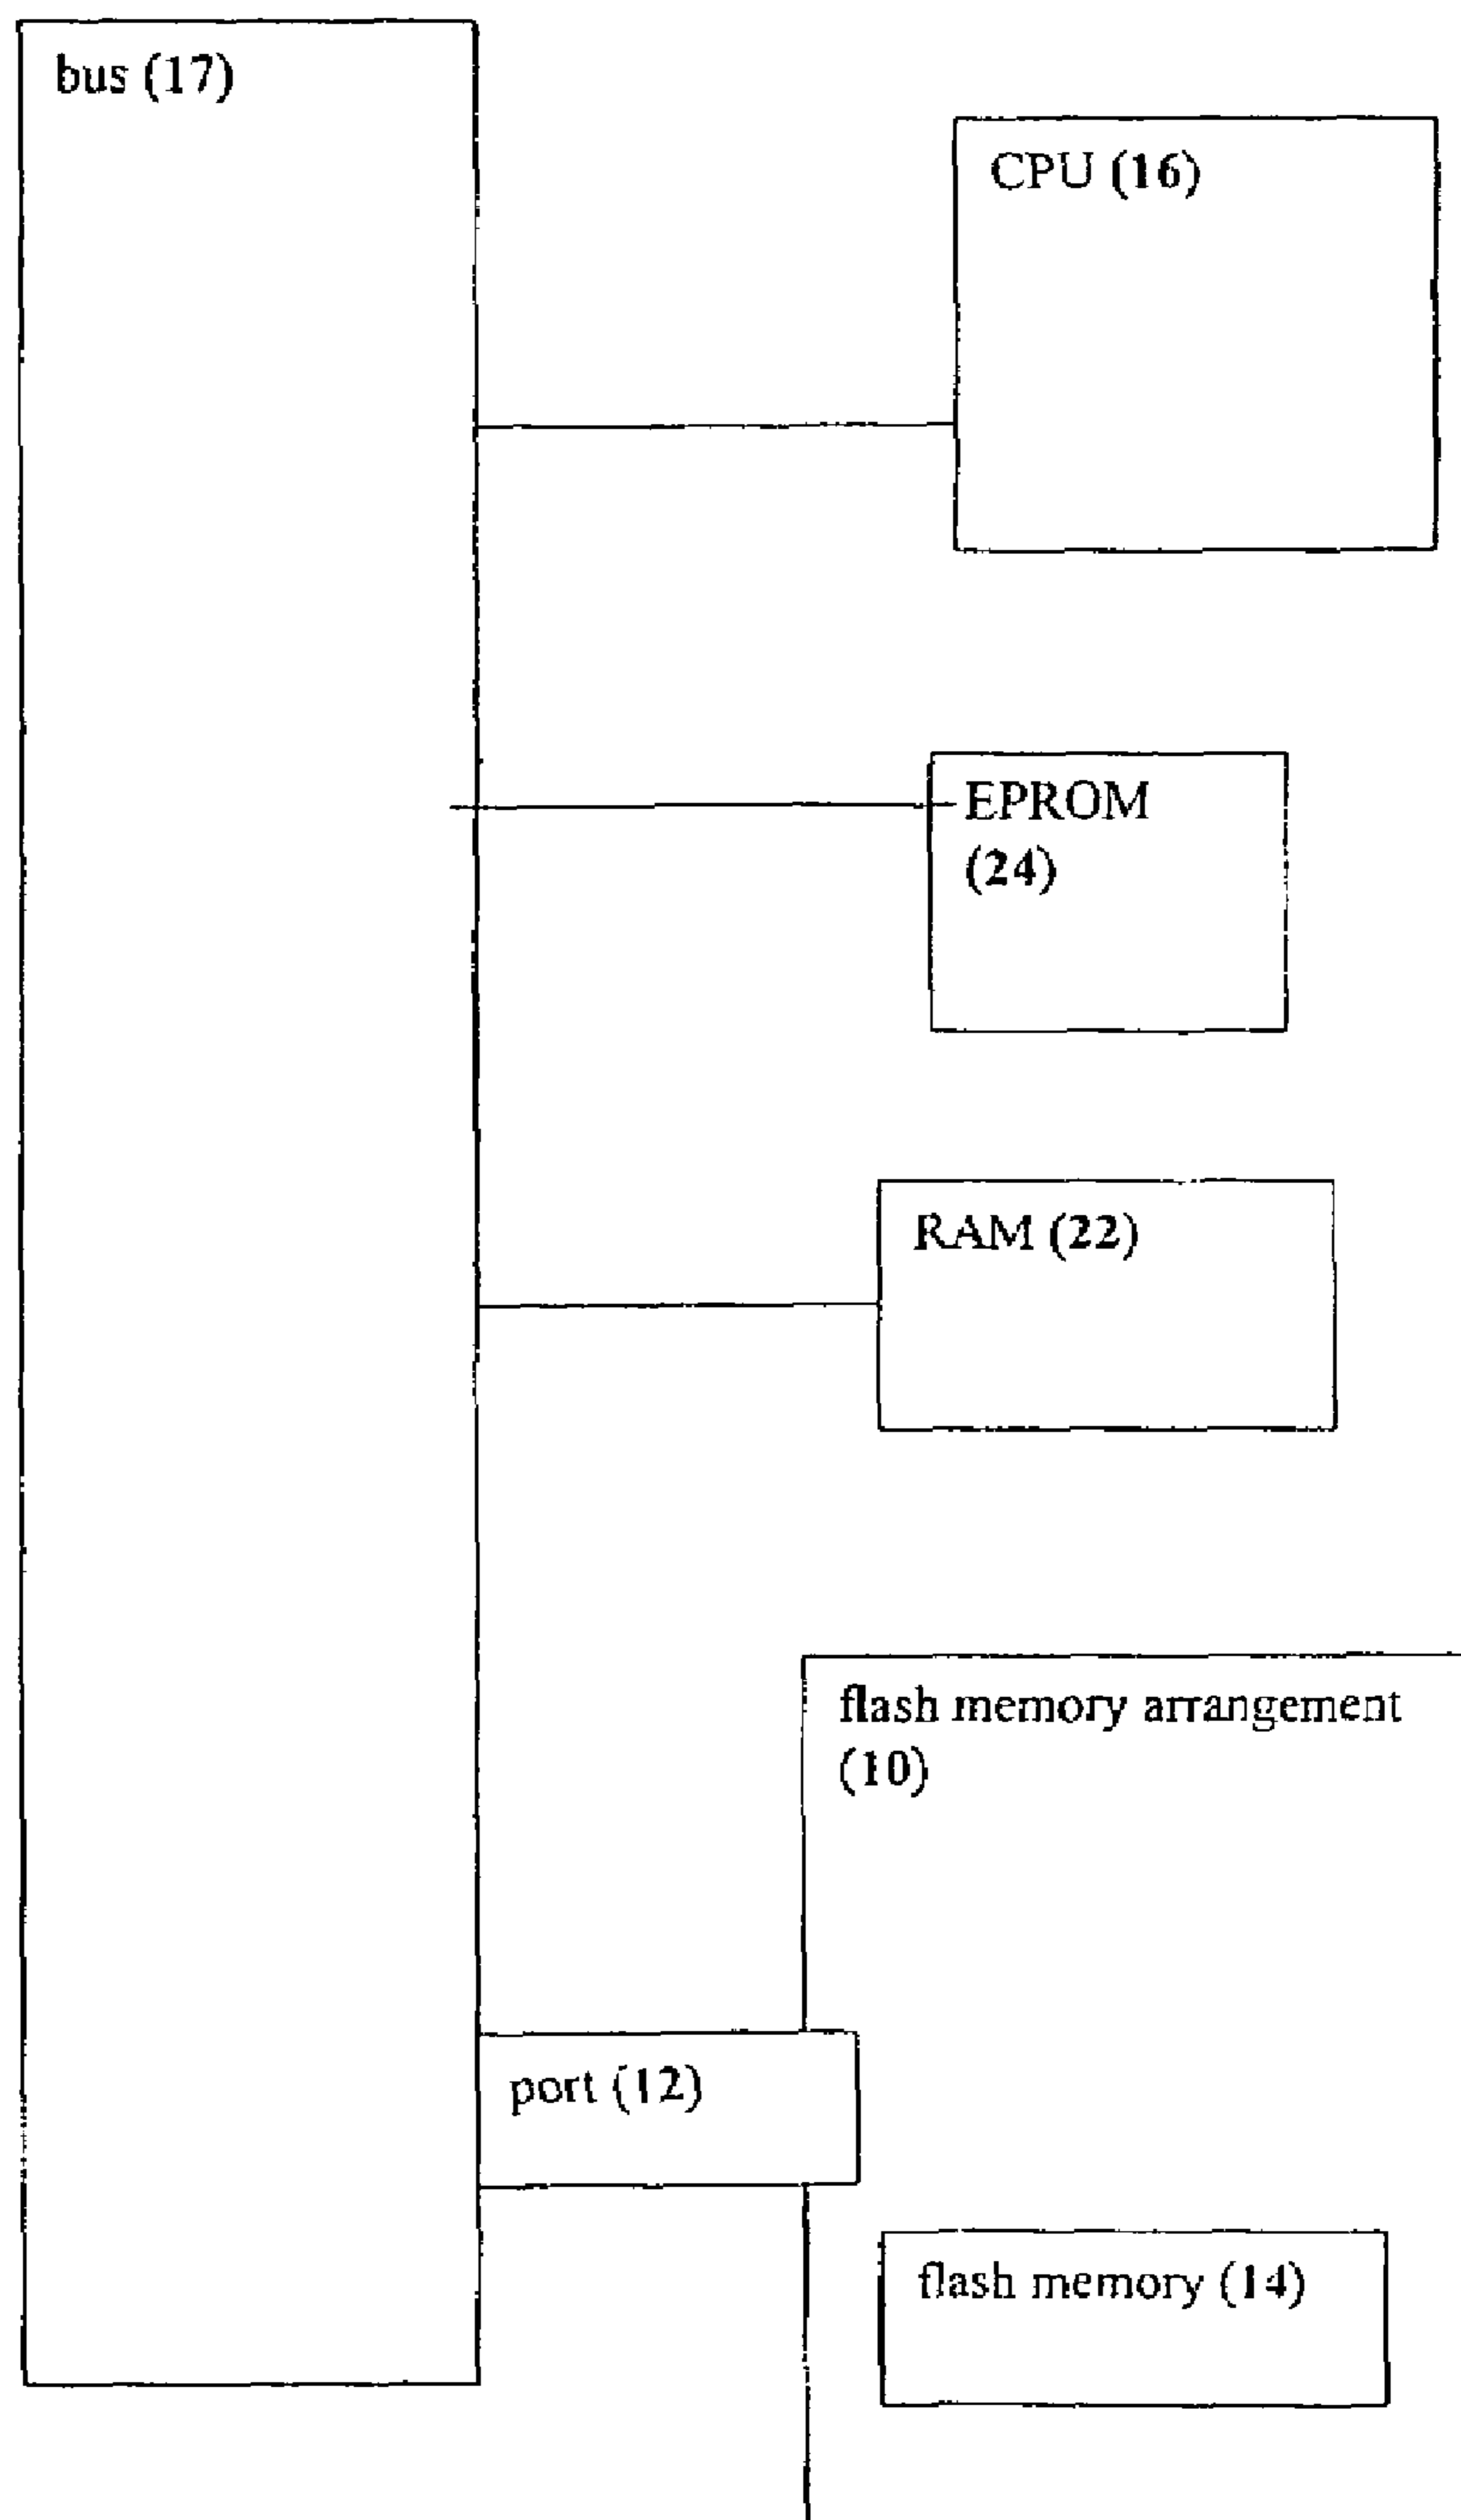 bus (17)
CPU (16)
EPROM
(24)
RAM (22)
flash memory arrangement
(10)
port (12)
flash memory (14)